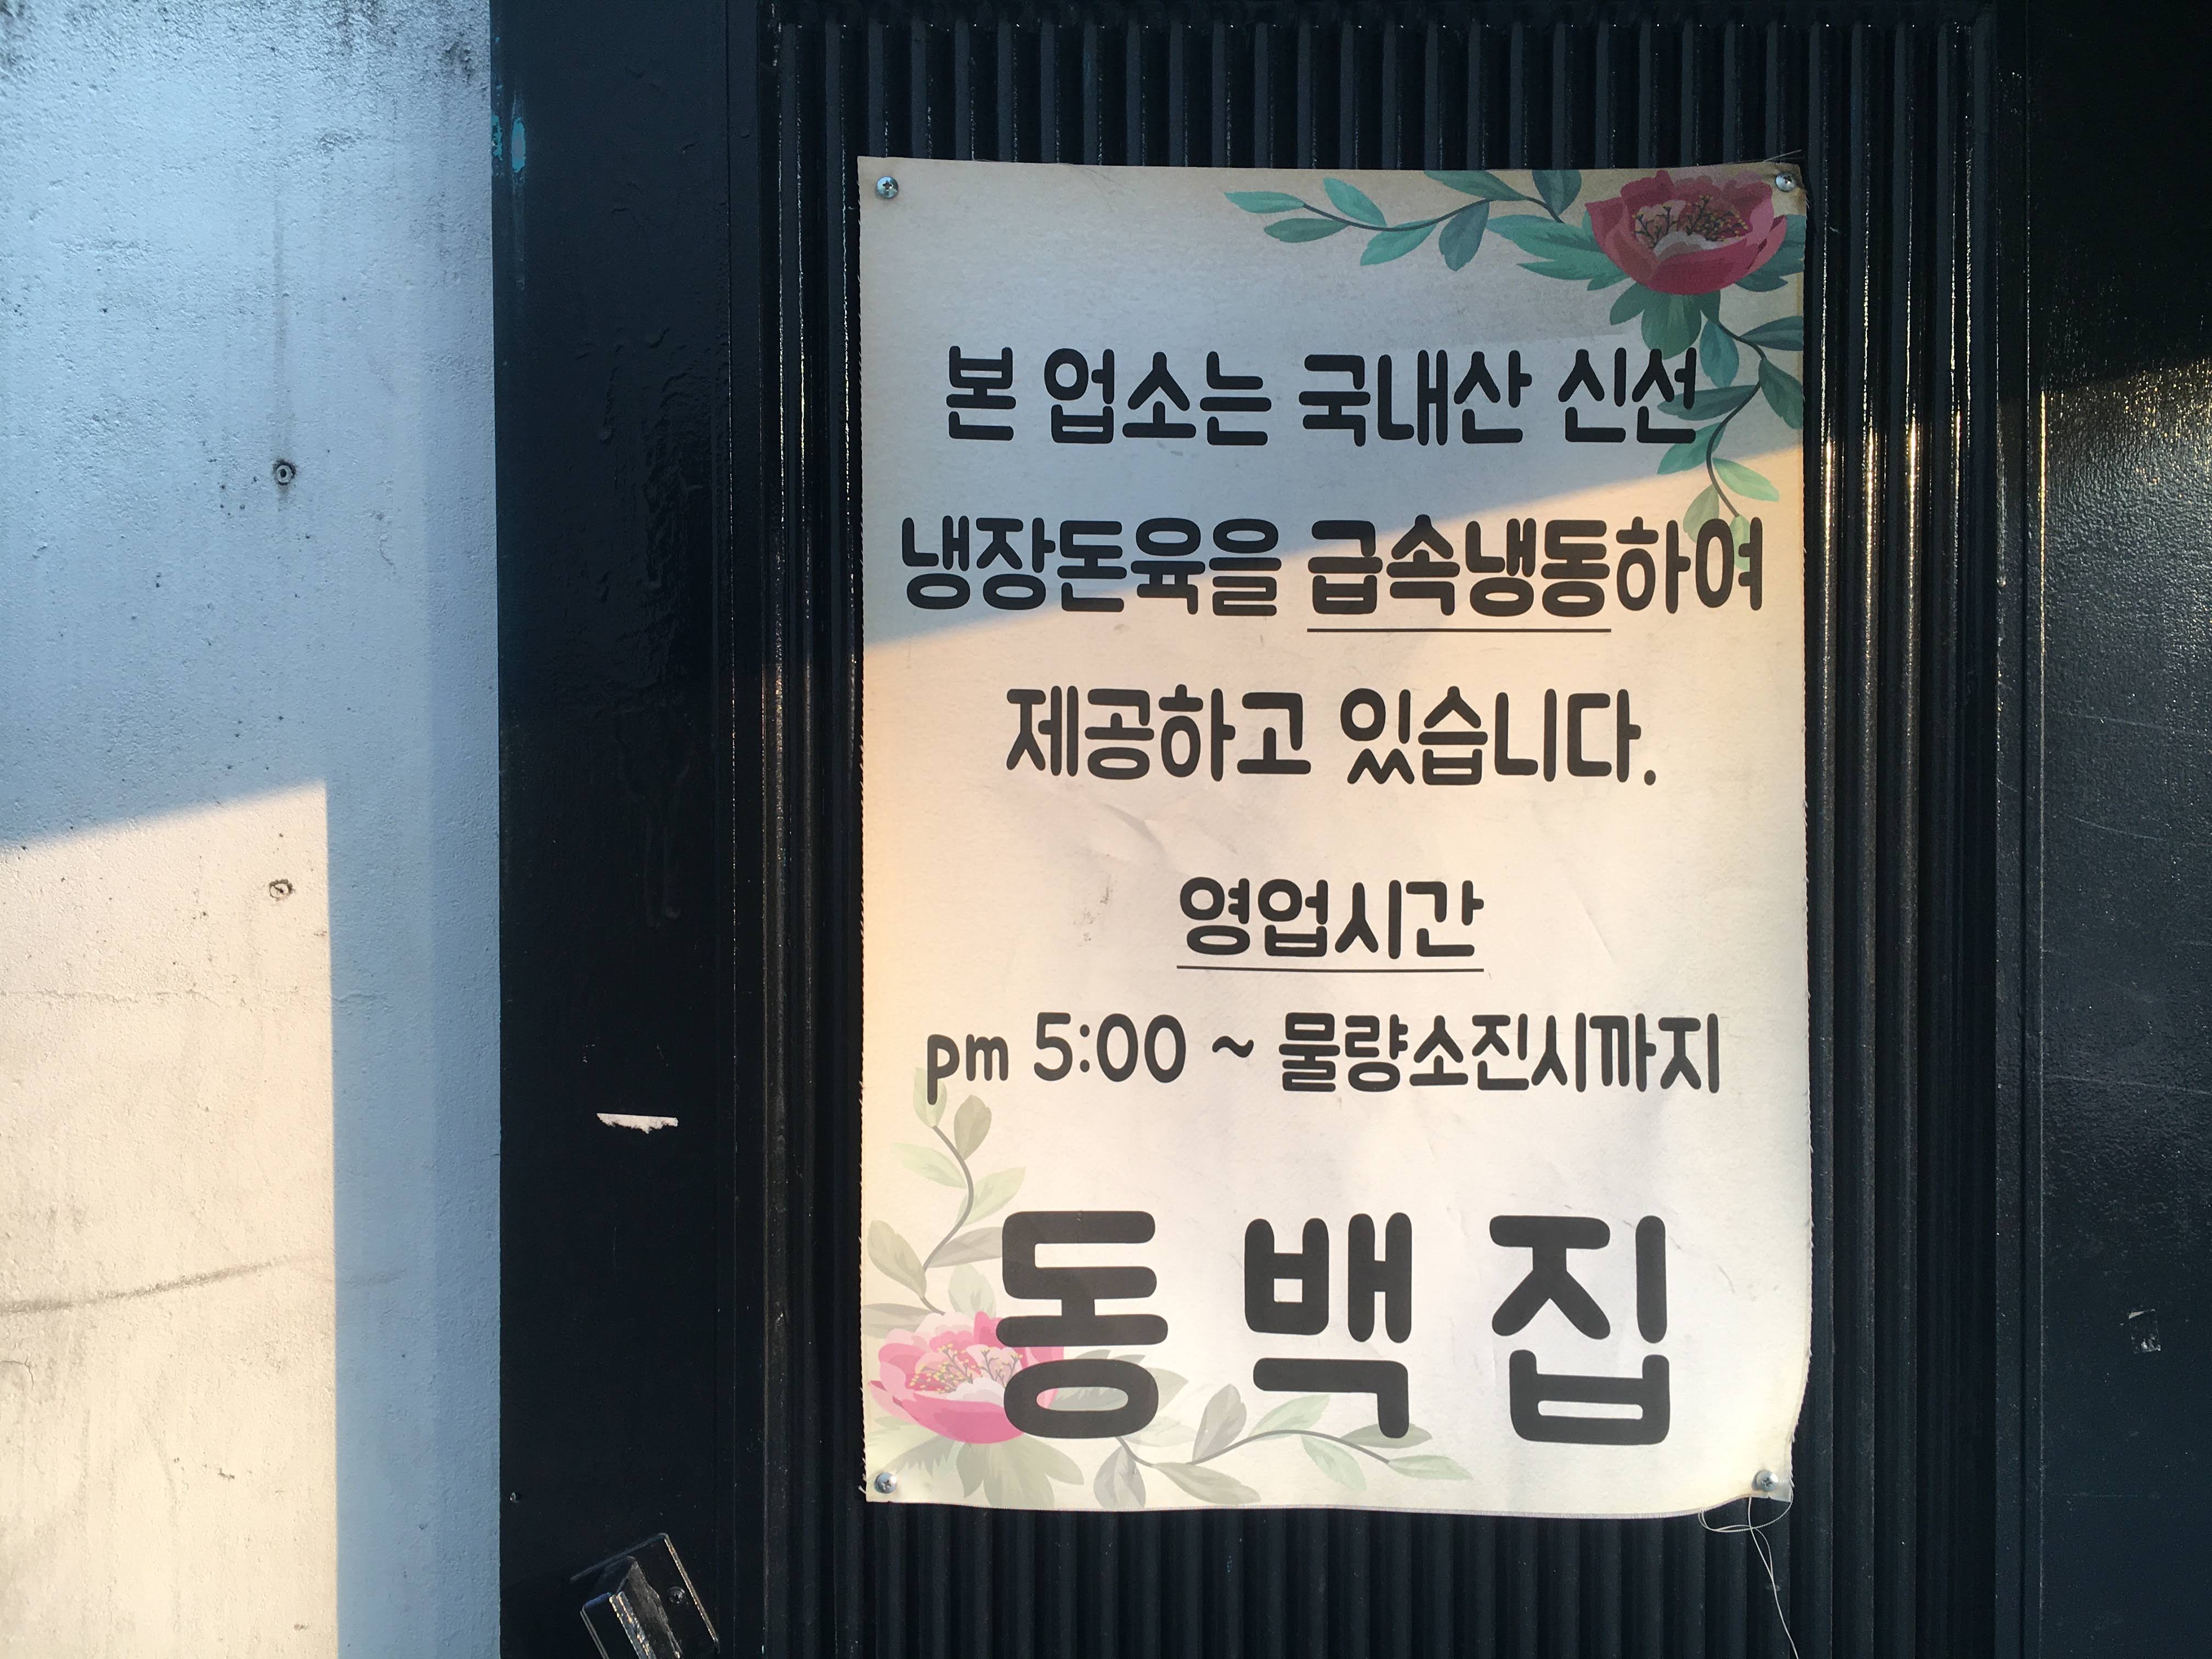 본 업소는 국내산 신선
냉장돈육을 급속냉동하여
제공하고 있습니다.
영업시간
pm 5:00 ~ 물량소진시까지
동백집